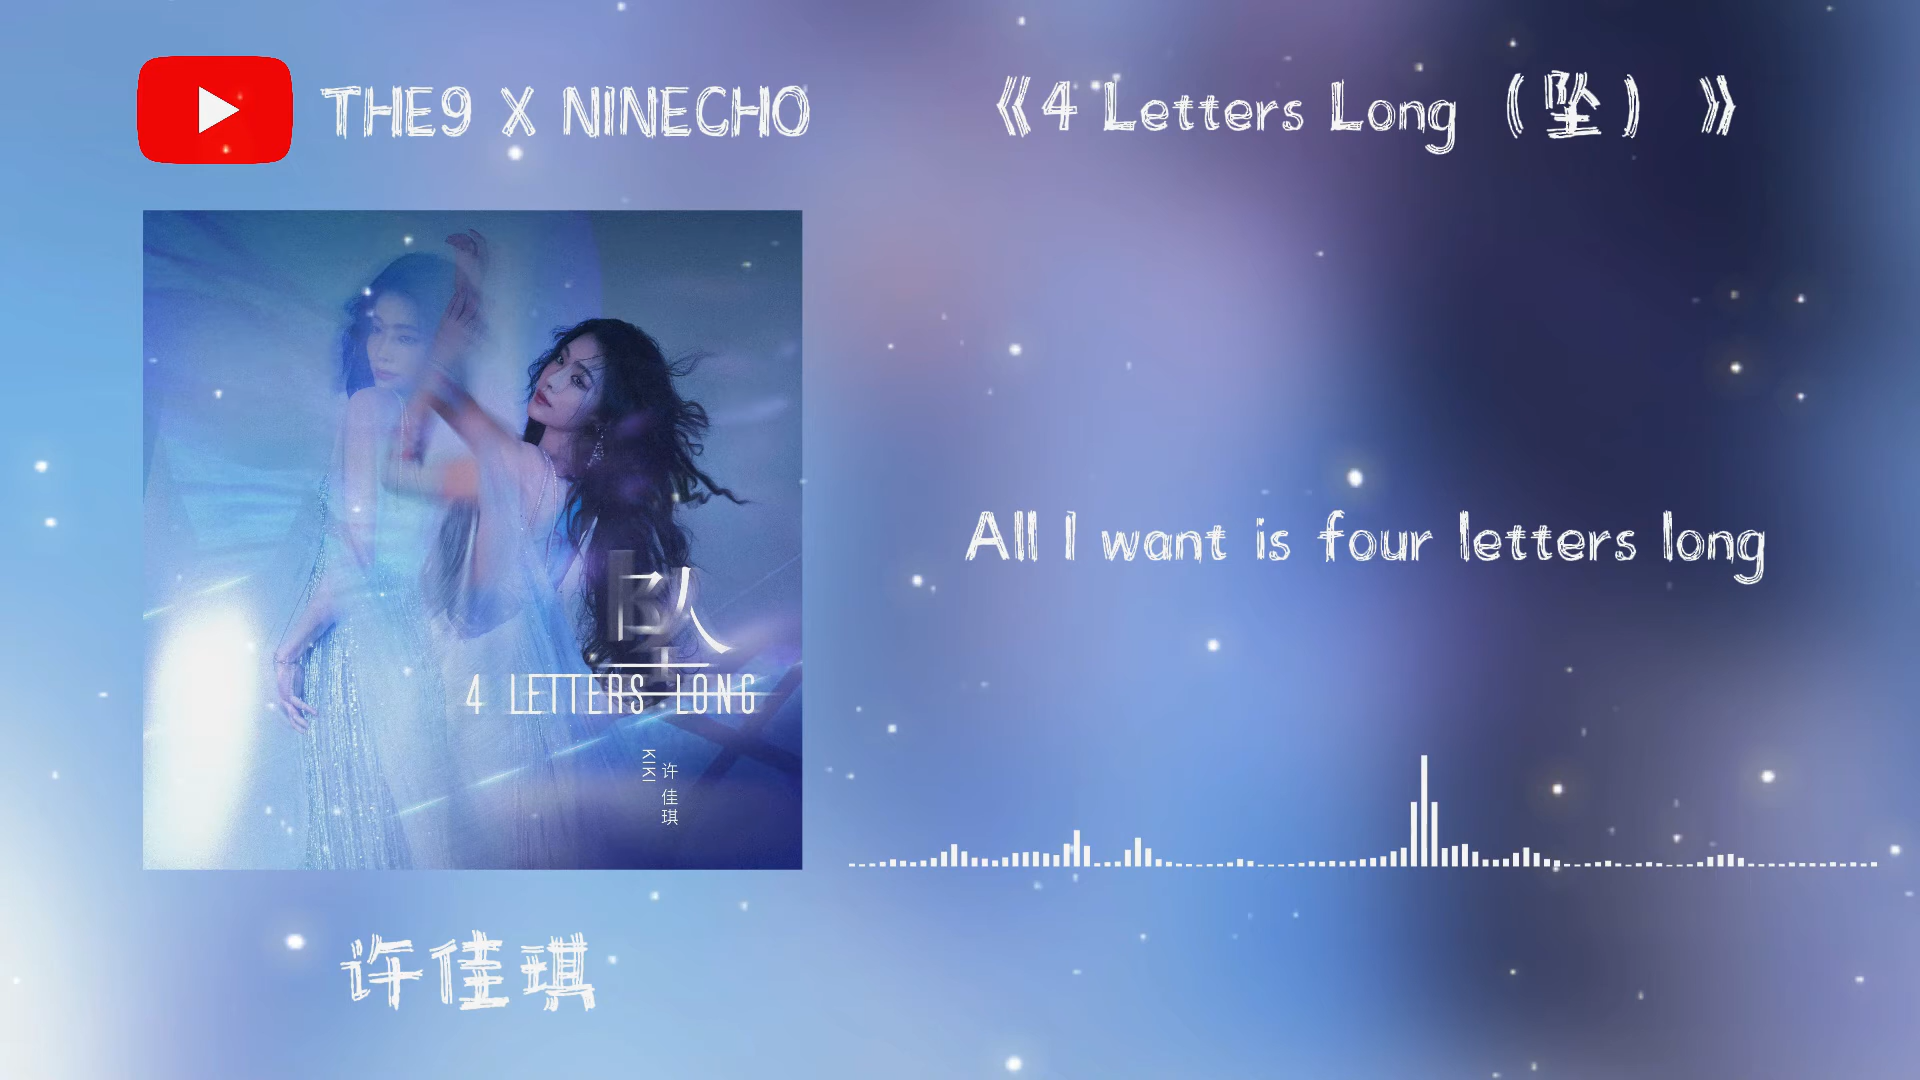 THE9 X NINECHO
《4 Letters Long（坠）》
All I want is four letters long
坠
4 LETTERS LONG
KIKI
许佳琪
许佳琪